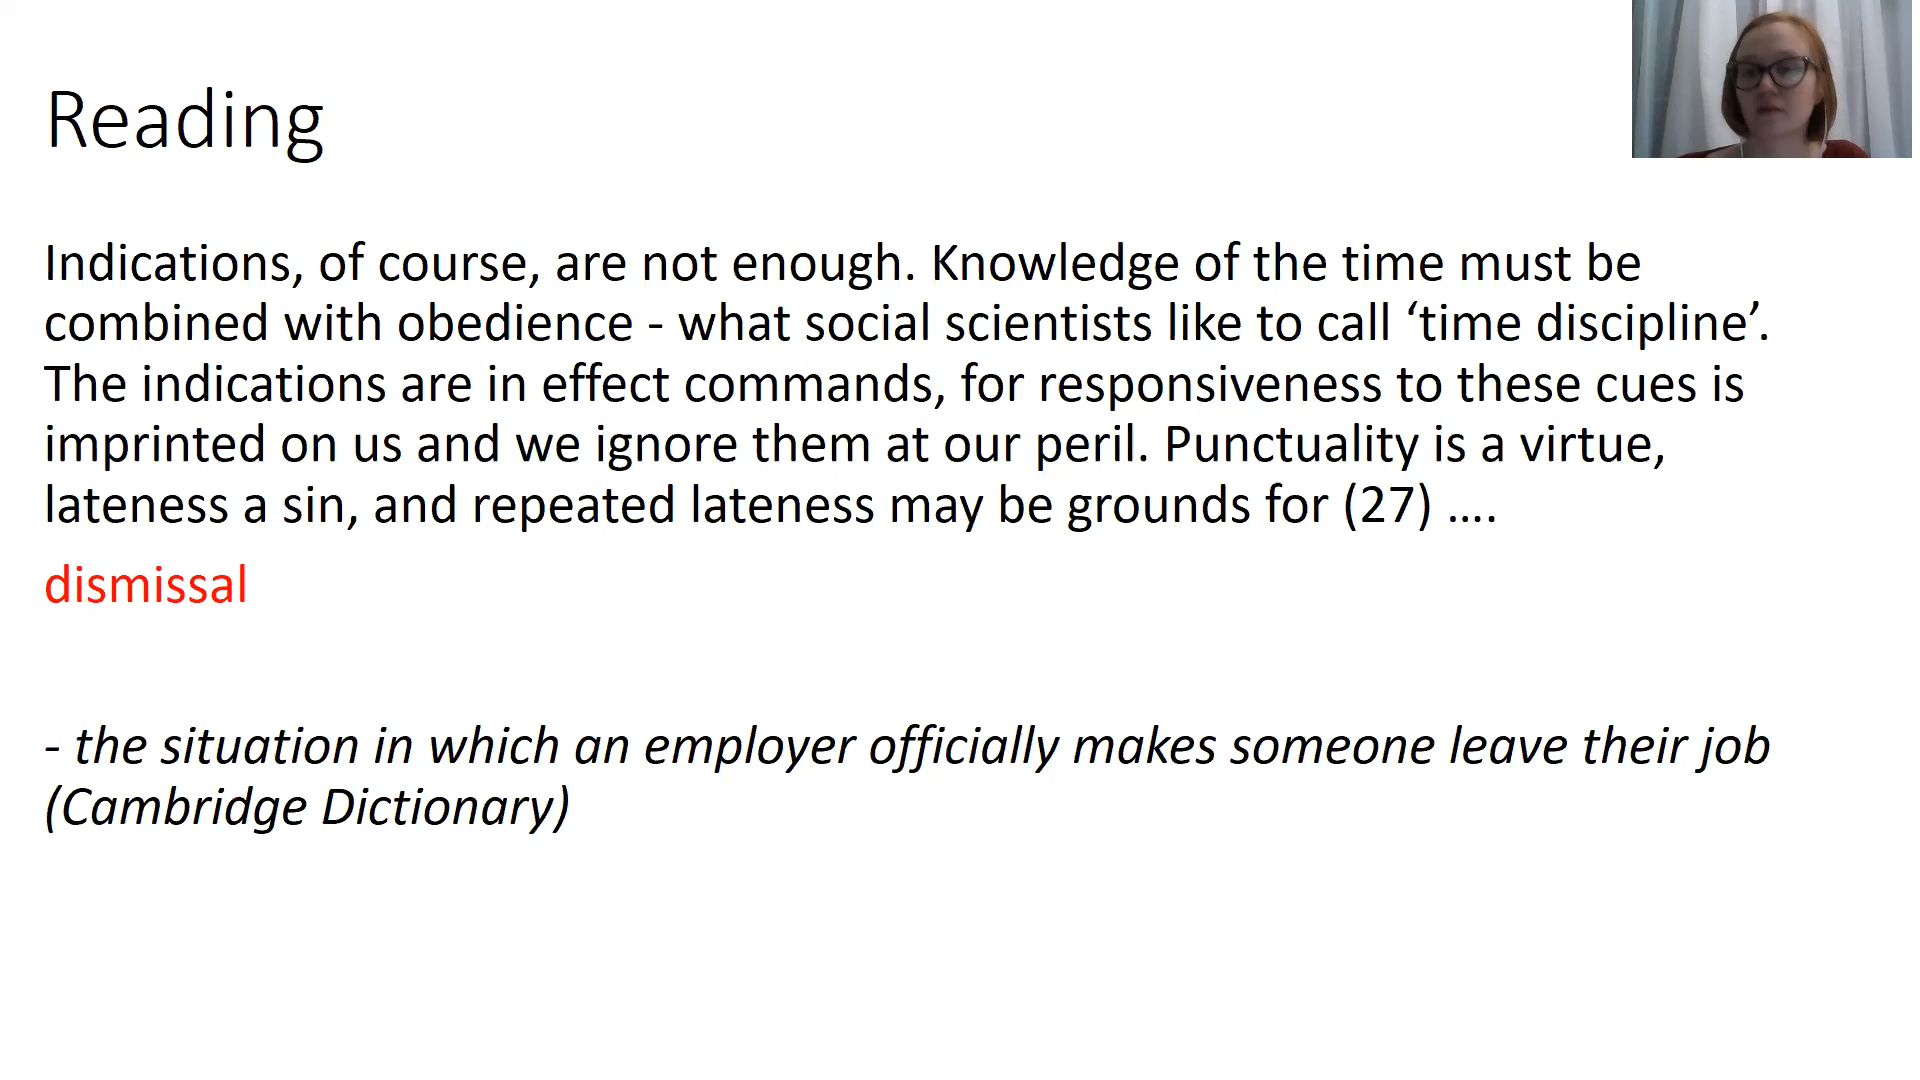 Reading
Indications, of course, are not enough. Knowledge of the time must be
combined with obedience - what social scientists like to call ‘time discipline’.
The indications are in effect commands, for responsiveness to these cues is
imprinted on us and we ignore them at our peril. Punctuality is a virtue,
lateness a sin, and repeated lateness may be grounds for (27) ….
dismissal
- the situation in which an employer officially makes someone leave their job
(Cambridge Dictionary)